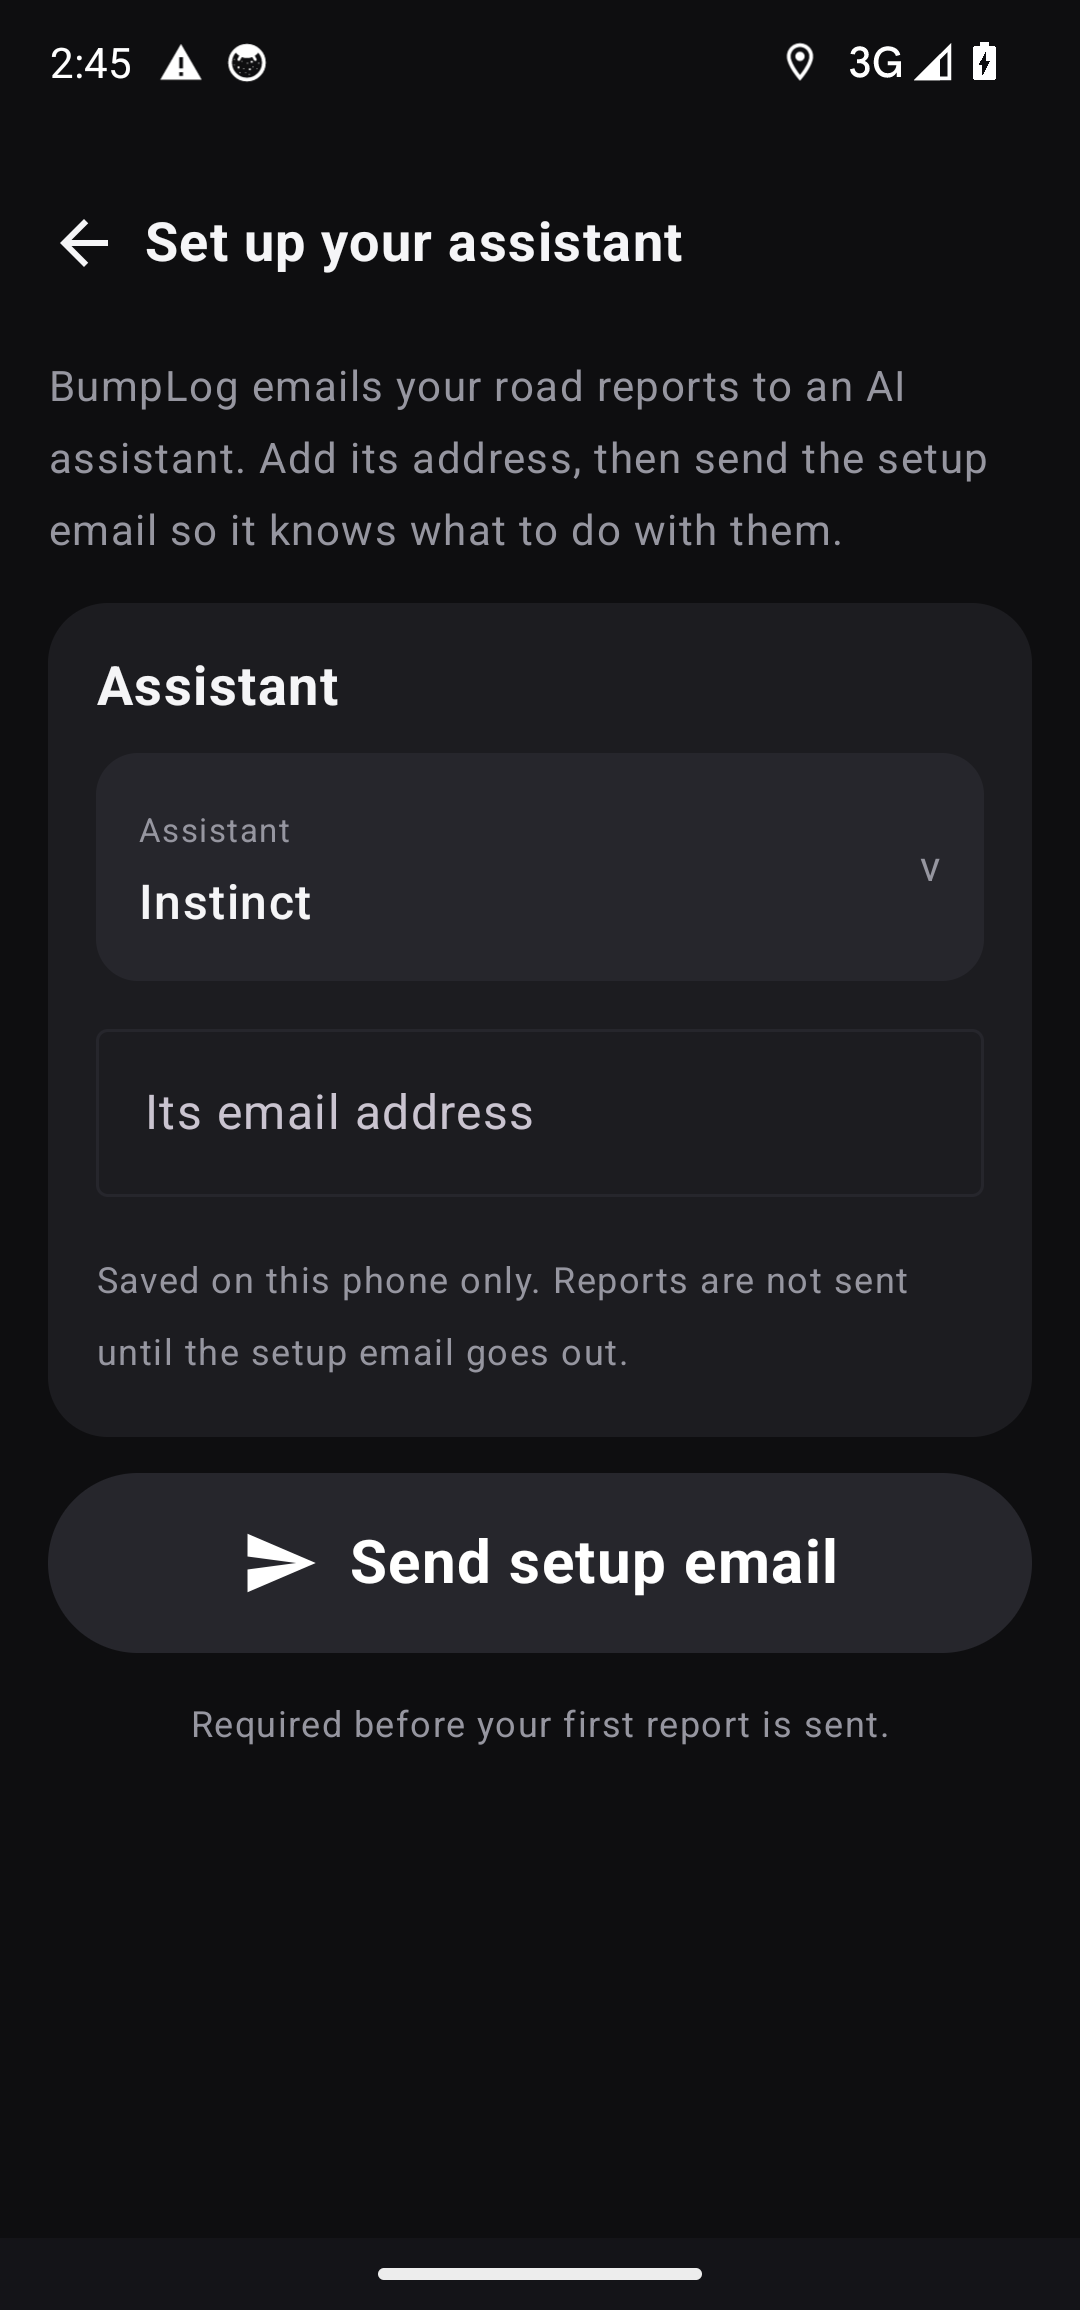 2:45
3G
Set up your assistant
BumpLog emails your road reports to an AI
assistant. Add its address, then send the setup
email so it knows what to do with them.
Assistant
Assistant
Instinct
v
Its email address
Saved on this phone only. Reports are not sent
until the setup email goes out.
Send setup email
Required before your first report is sent.